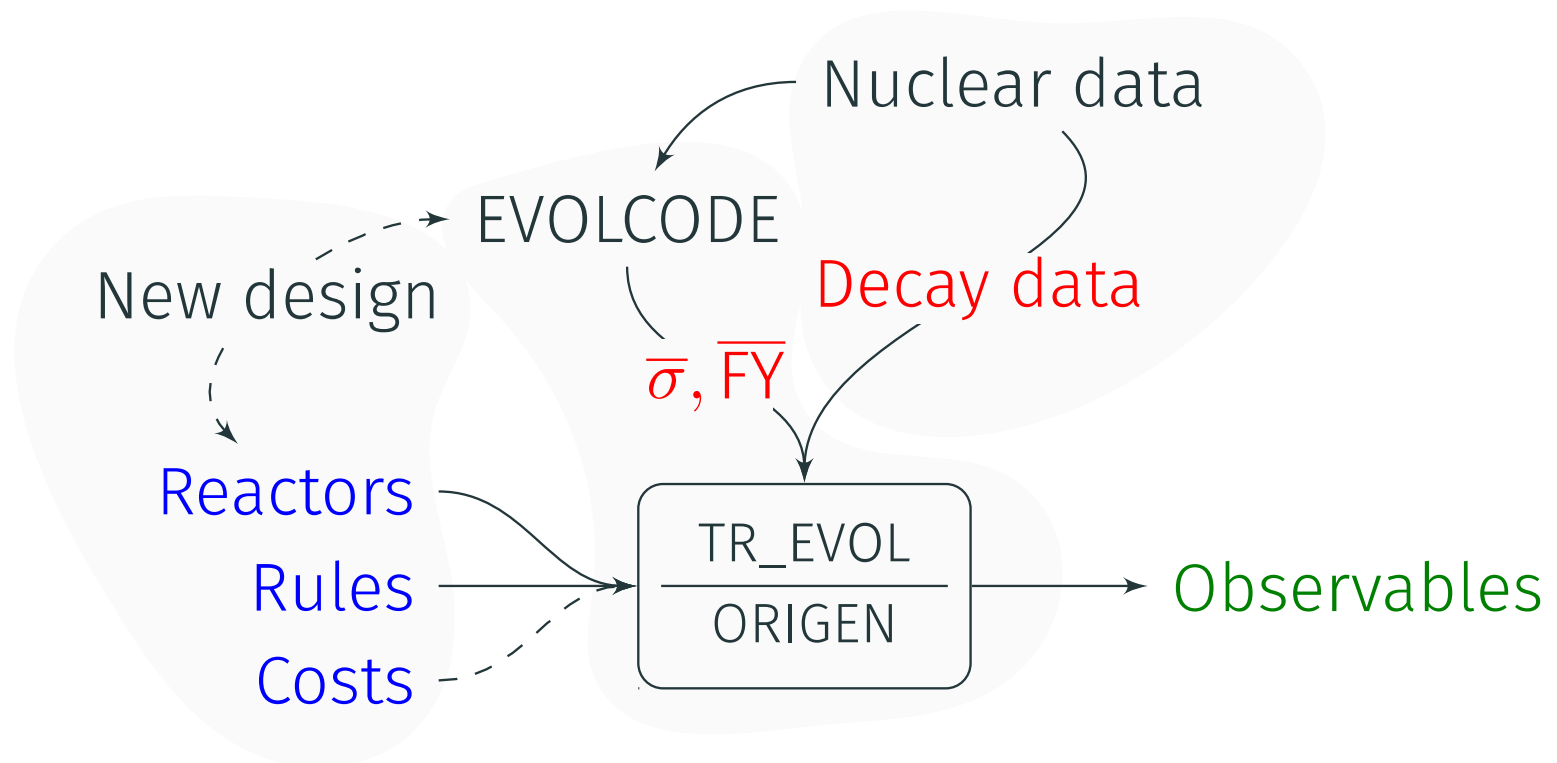 Nuclear data
EVOLCODE
New design
Decay data
σ̅, F̅Y̅
Reactors
TR_EVOL
Rules
Observables
ORIGEN
Costs